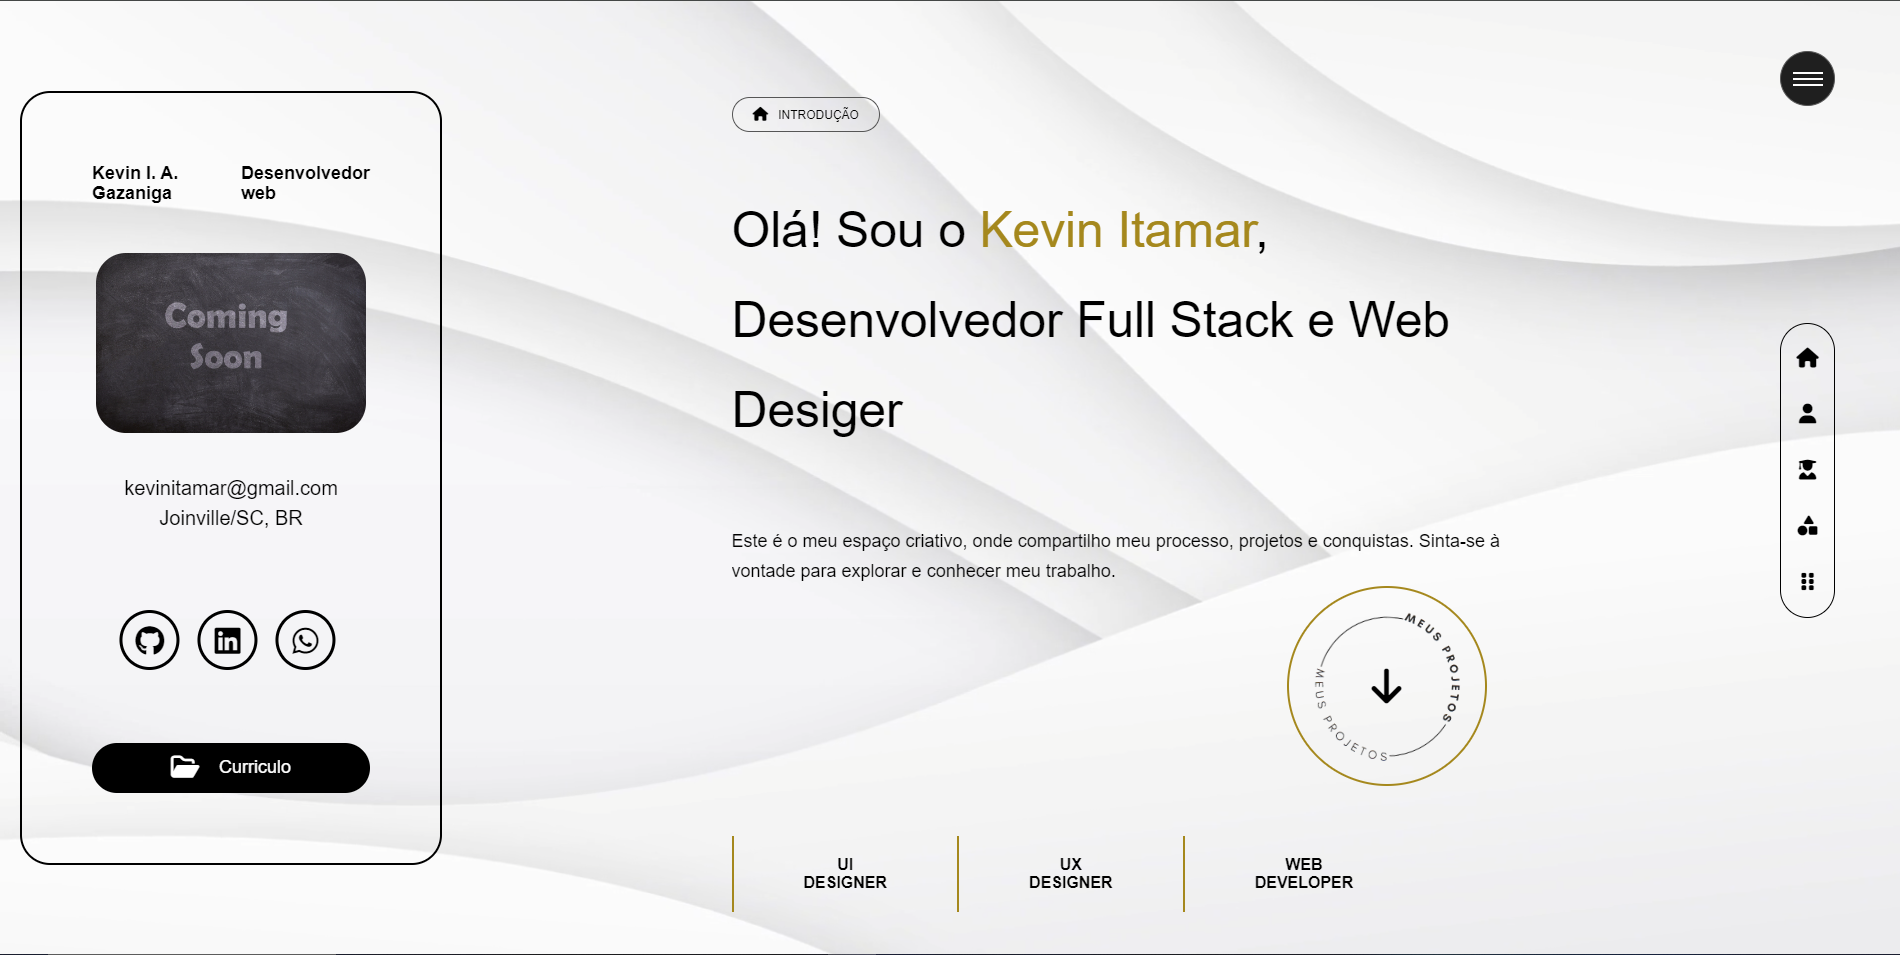 Kevin I. A.
Gazaniga
Desenvolvedor
web
Coming
Soon
kevinitamar@gmail.com
Joinville/SC, BR
Curriculo
INTRODUÇÃO
Olá! Sou o Kevin Itamar,
Desenvolvedor Full Stack e Web
Desiger
Este é o meu espaço criativo, onde compartilho meu processo, projetos e conquistas. Sinta-se à
vontade para explorar e conhecer meu trabalho.
MEUS PROJETOS
MEUS PROJETOS
UI
DESIGNER
UX
DESIGNER
WEB
DEVELOPER